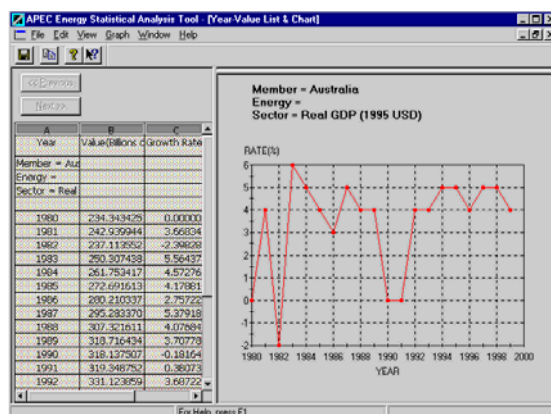 APEC Energy Statistical Analysis Tool - [Year-Value List & Chart]
File Edit View Graph Window Help
<< Previous
Next >>
A B C
Year Value(Billions o Growth Rate
Member = Aus
Energy =
Sector = Real
1980 234.343425 0.00000
1981 242.939944 3.66834
1982 237.113552 -2.39828
1983 250.307438 5.56437
1984 261.753417 4.57276
1985 272.691613 4.17881
1986 280.210337 2.75722
1987 295.283370 5.37918
1988 307.321611 4.07684
1989 318.716434 3.70778
1990 318.137507 -0.18164
1991 319.348752 0.38073
1992 331.123859 3.68722
Member = Australia
Energy =
Sector = Real GDP (1995 USD)
RATE(%)
6
5
4
3
2
1
0
-1
-2
1980 1982 1984 1986 1988 1990 1992 1994 1996 1998 2000
YEAR
For Help, press F1